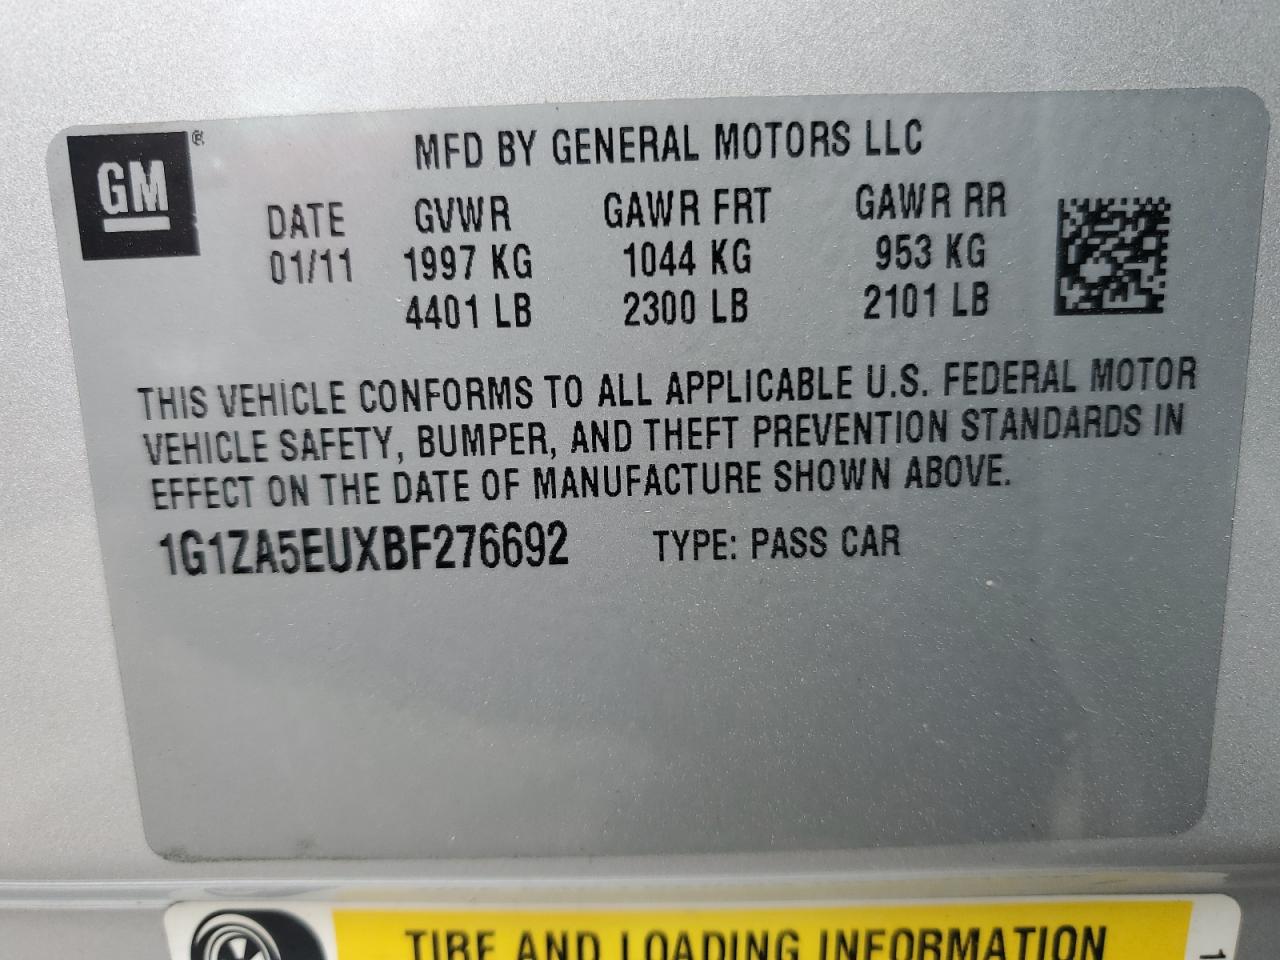 GM®
MFD BY GENERAL MOTORS LLC
DATE GVWR GAWR FRT GAWR RR
01/11 1997 KG 1044 KG 953 KG
4401 LB 2300 LB 2101 LB
THIS VEHICLE CONFORMS TO ALL APPLICABLE U.S. FEDERAL MOTOR
VEHICLE SAFETY, BUMPER, AND THEFT PREVENTION STANDARDS IN
EFFECT ON THE DATE OF MANUFACTURE SHOWN ABOVE.
1G1ZA5EUXBF276692 TYPE: PASS CAR
TIRE AND LOADING INFORMATION